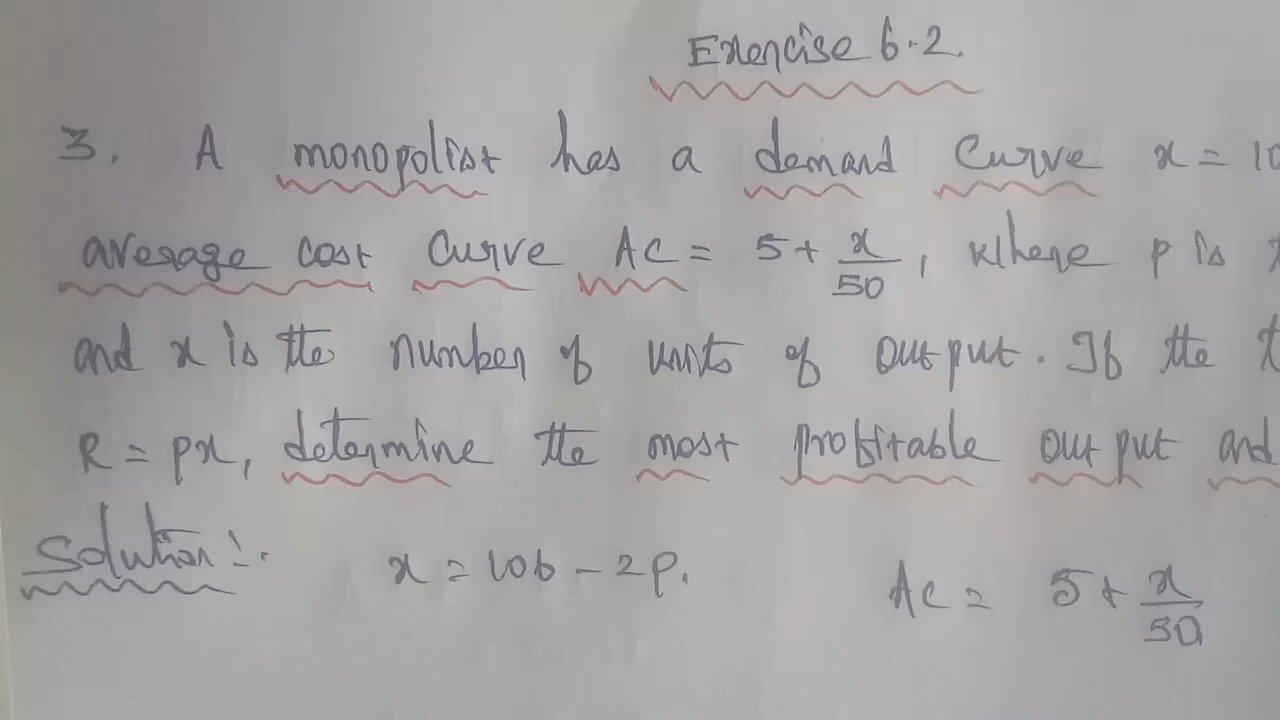 Exercise 6.2.
3. A monopolist has a demand curve x = 10
average cost curve AC = 5 + x/50, where p is
and x is the number of units of output. If the
R = px, determine the most profitable output and
Solution:. x = 106 - 2p. AC = 5 + x/50